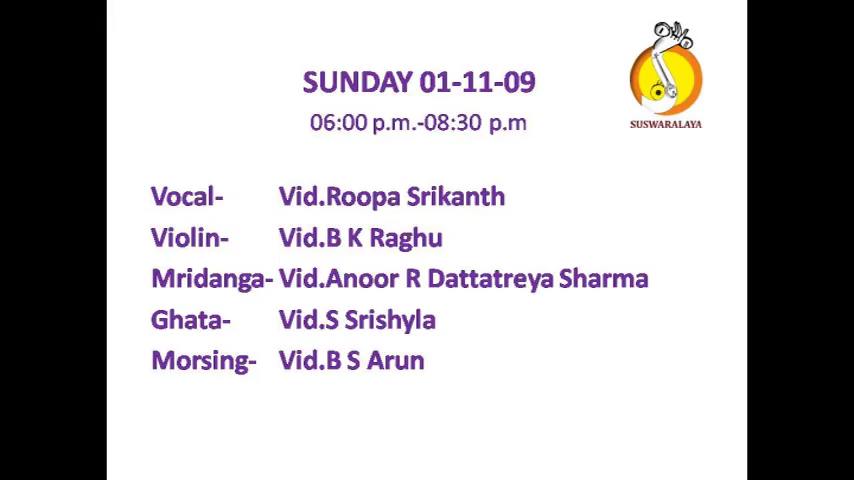 SUNDAY 01-11-09
06:00 p.m.-08:30 p.m
SUSWARALAYA
Vocal- Vid.Roopa Srikanth
Violin- Vid.B K Raghu
Mridanga- Vid.Anoor R Dattatreya Sharma
Ghata- Vid.S Srishyla
Morsing- Vid.B S Arun